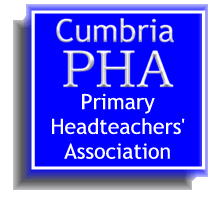 Cumbria
PHA
Primary
Headteachers'
Association